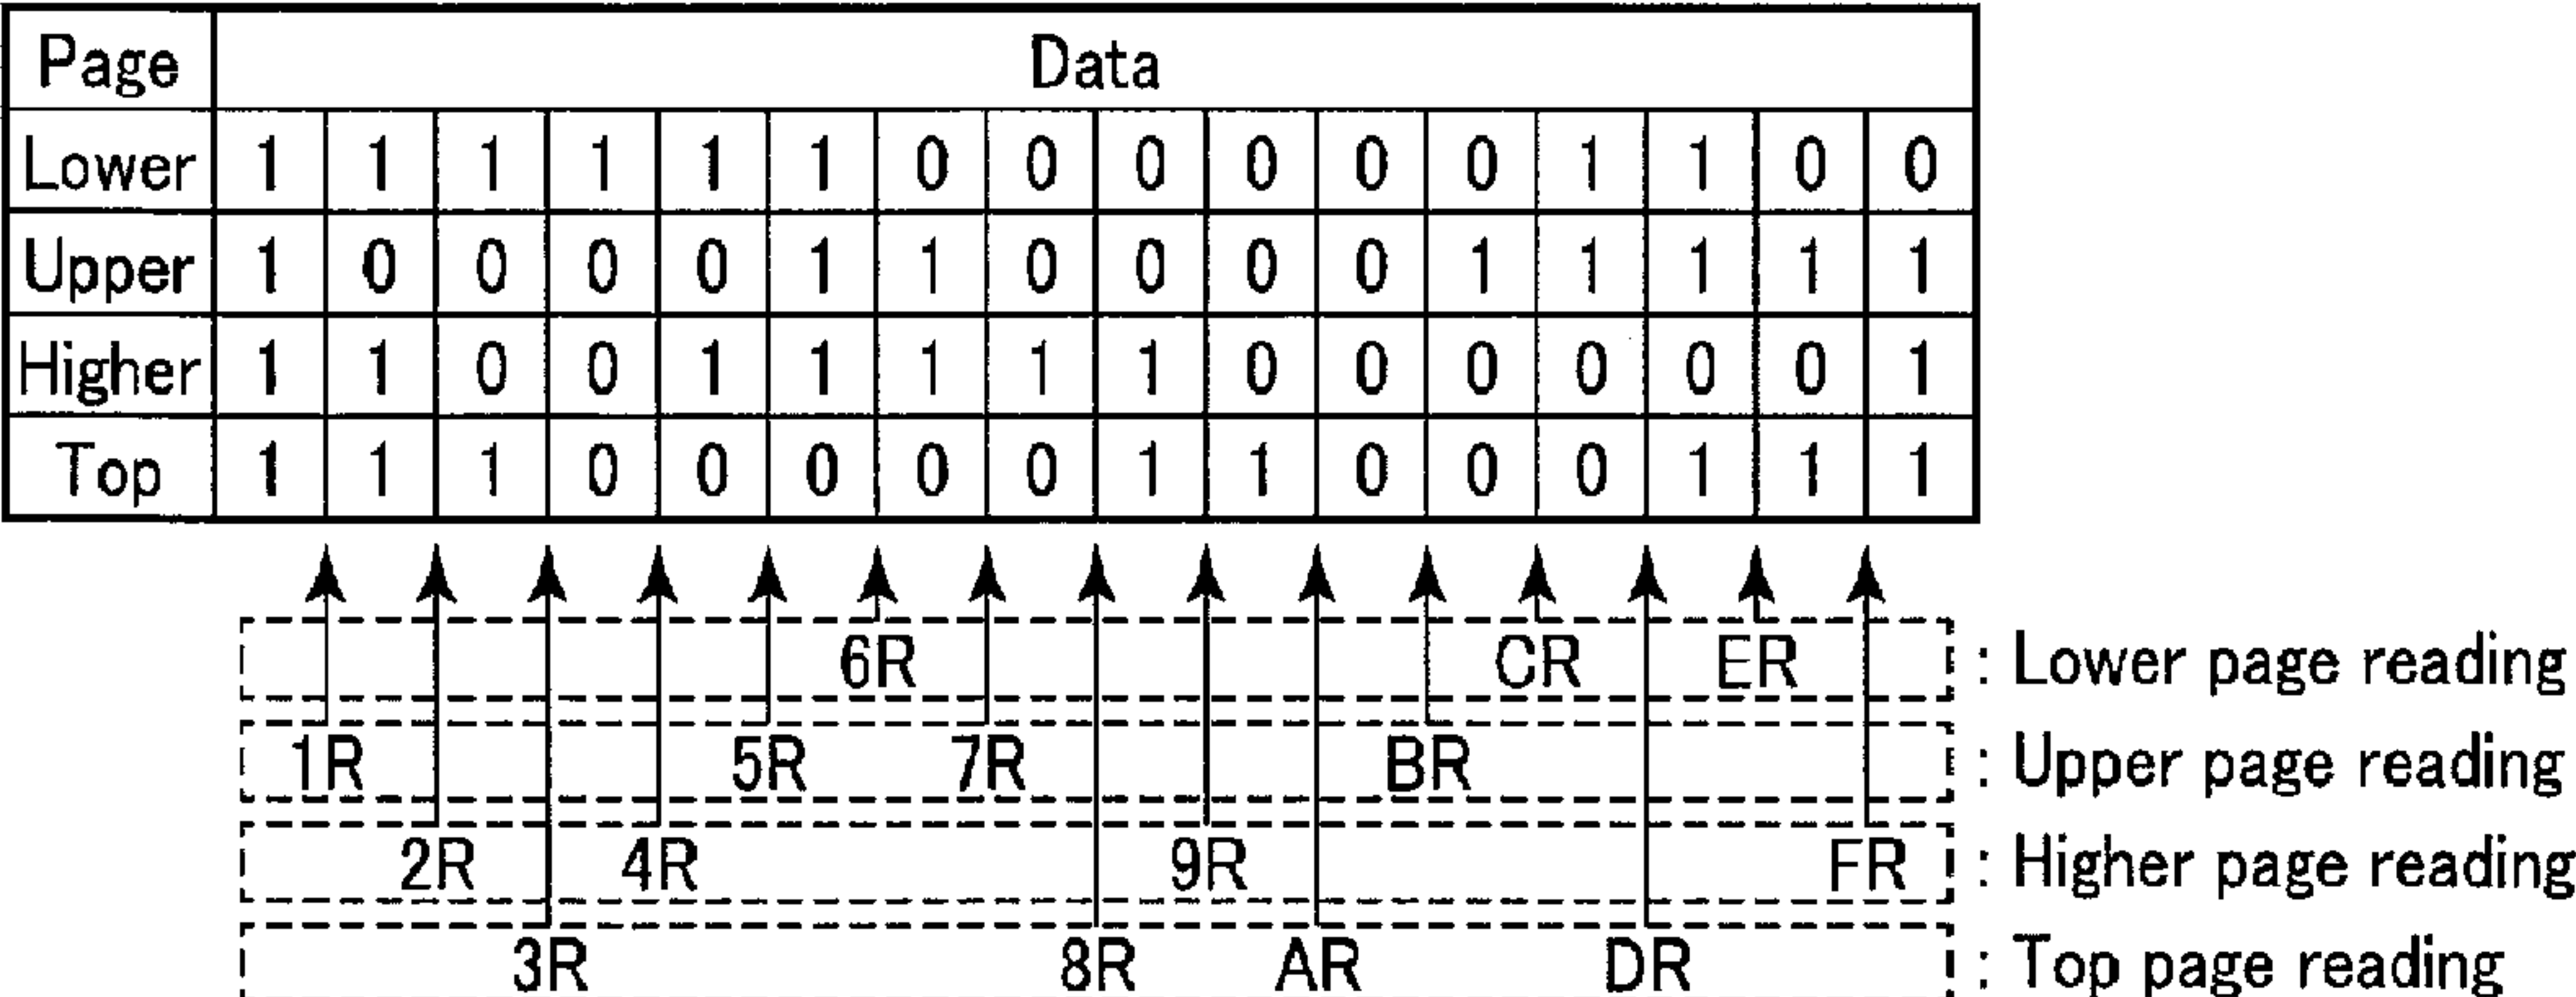 Page Data
Lower 1 1 1 1 1 1 0 0 0 0 0 0 1 1 0 0
Upper 1 0 0 0 0 1 1 0 0 0 0 1 1 1 1 1
Higher 1 1 0 0 1 1 1 1 1 0 0 0 0 0 0 1
Top 1 1 1 0 0 0 0 0 1 1 0 0 0 1 1 1
6R CR ER : Lower page reading
1R 5R 7R BR : Upper page reading
2R 4R 9R FR : Higher page reading
3R 8R AR DR : Top page reading